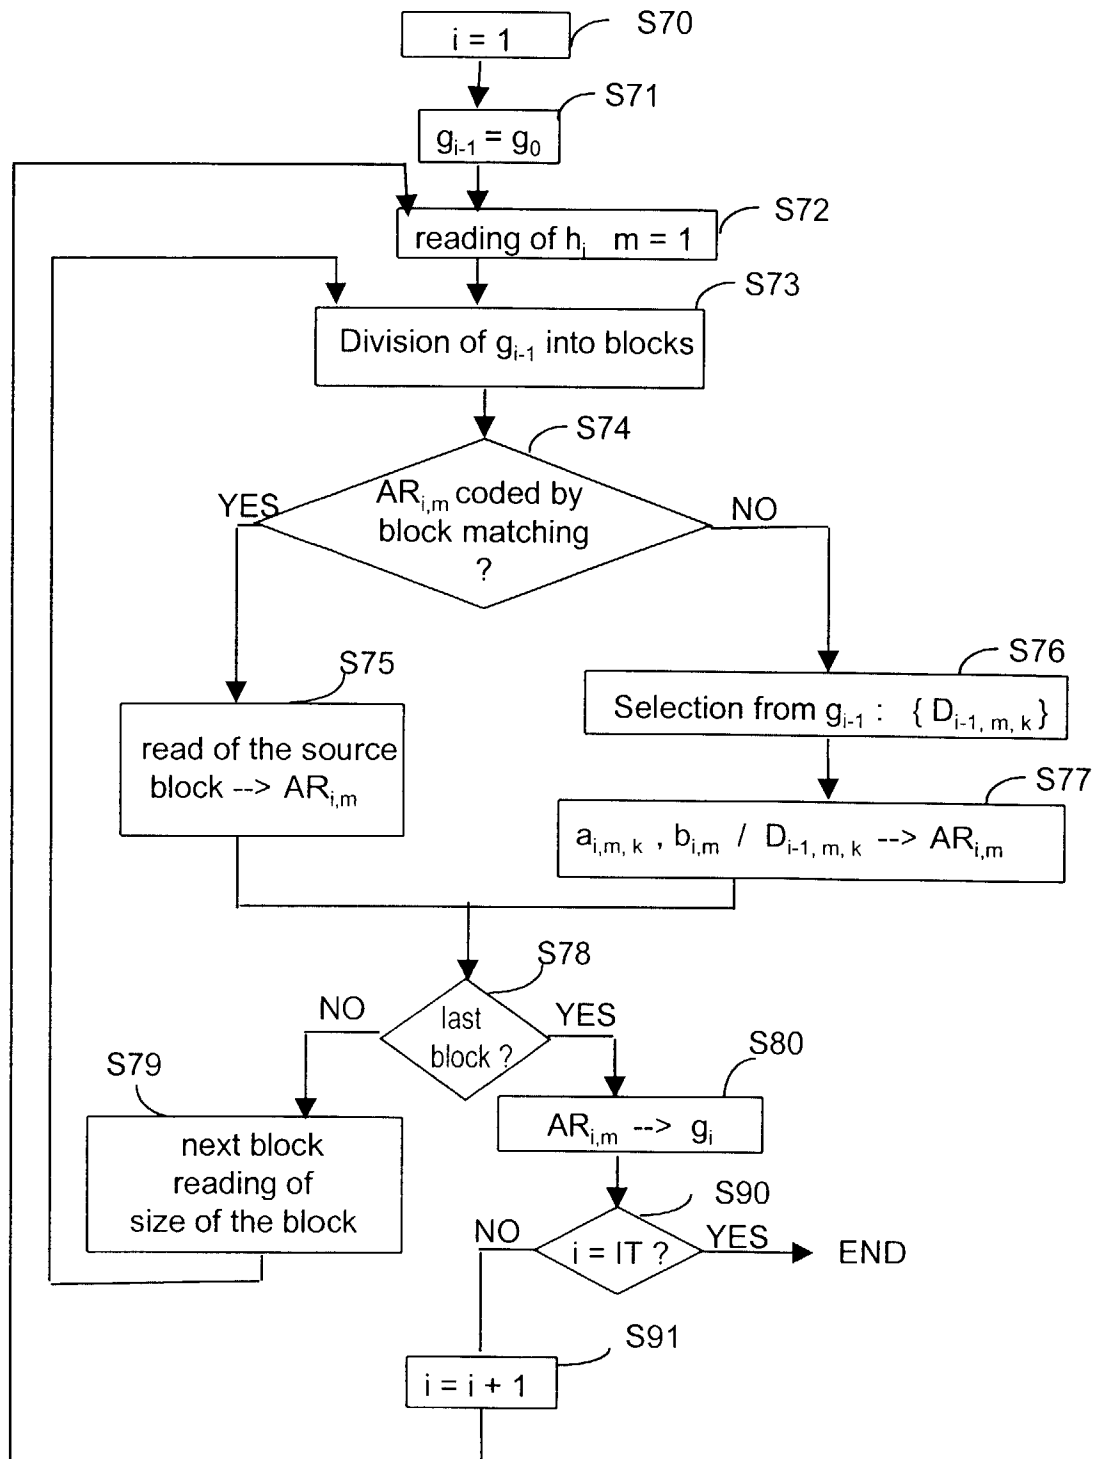 S70
i = 1
S71
g_{i-1} = g_0
S72
reading of h_i m = 1
S73
Division of g_{i-1} into blocks
S74
AR_{i,m} coded by
block matching
?
YES
NO
S75
read of the source
block --> AR_{i,m}
S76
Selection from g_{i-1} : { D_{i-1, m, k} }
S77
a_{i,m, k} , b_{i,m} / D_{i-1, m, k} --> AR_{i,m}
S78
last
block ?
NO
YES
S79
next block
reading of
size of the block
S80
AR_{i,m} --> g_i
S90
i = IT ?
NO
YES
END
S91
i = i + 1